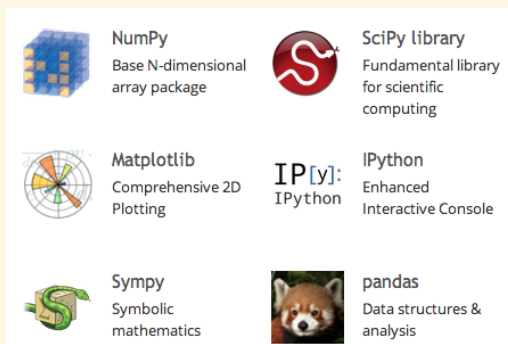 NumPy
Base N-dimensional
array package
SciPy library
Fundamental library
for scientific
computing
Matplotlib
Comprehensive 2D
Plotting
IP[y]:
IPython
IPython
Enhanced
Interactive Console
Sympy
Symbolic
mathematics
pandas
Data structures &
analysis